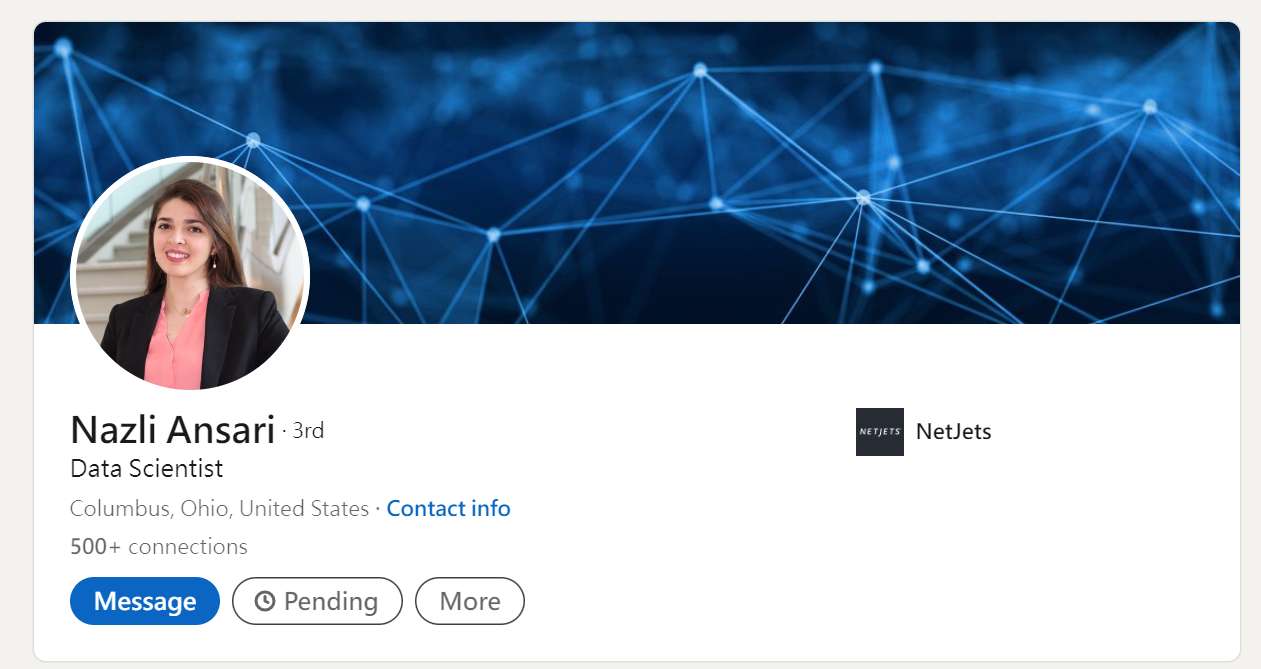 Nazli Ansari · 3rd
NETJETS NetJets
Data Scientist
Columbus, Ohio, United States · Contact info
500+ connections
Message Pending More